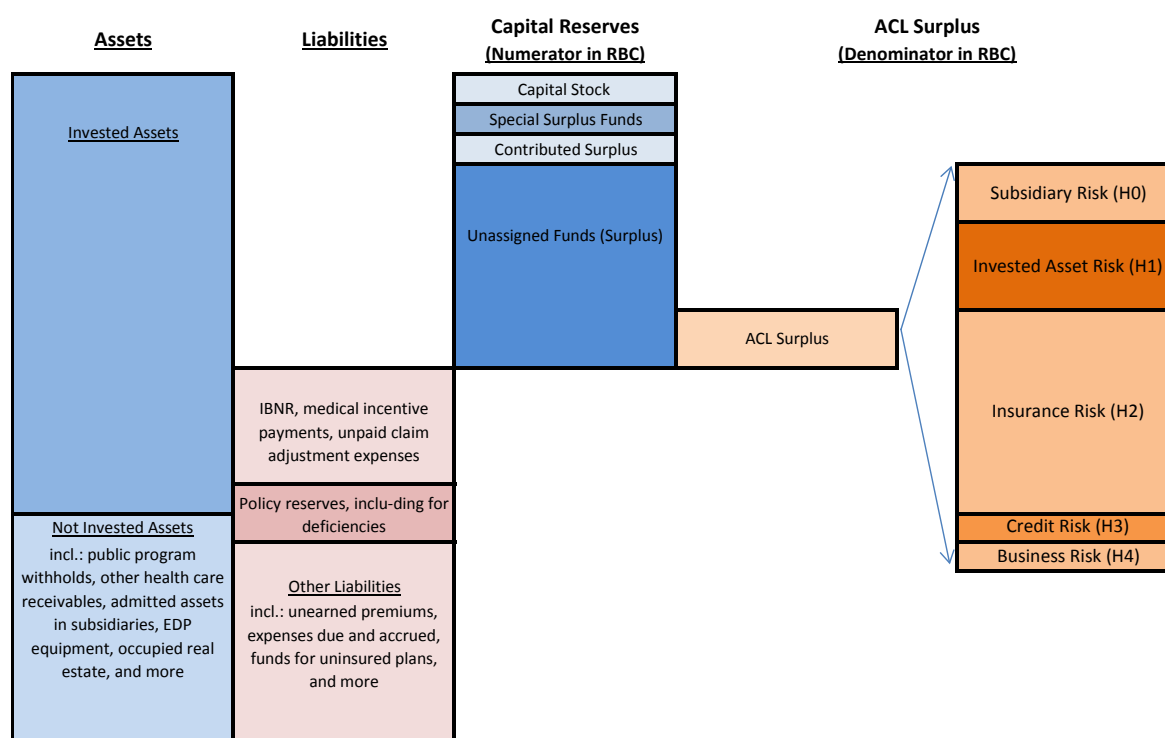 Assets
Liabilities
Capital Reserves
(Numerator in RBC)
ACL Surplus
(Denominator in RBC)
Invested Assets
Not Invested Assets
incl.: public program
withholds, other health care
receivables, admitted assets
in subsidiaries, EDP
equipment, occupied real
estate, and more
IBNR, medical incentive
payments, unpaid claim
adjustment expenses
Policy reserves, inclu-ding for
deficiencies
Other Liabilities
incl.: unearned premiums,
expenses due and accrued,
funds for uninsured plans,
and more
Capital Stock
Special Surplus Funds
Contributed Surplus
Unassigned Funds (Surplus)
ACL Surplus
Subsidiary Risk (H0)
Invested Asset Risk (H1)
Insurance Risk (H2)
Credit Risk (H3)
Business Risk (H4)